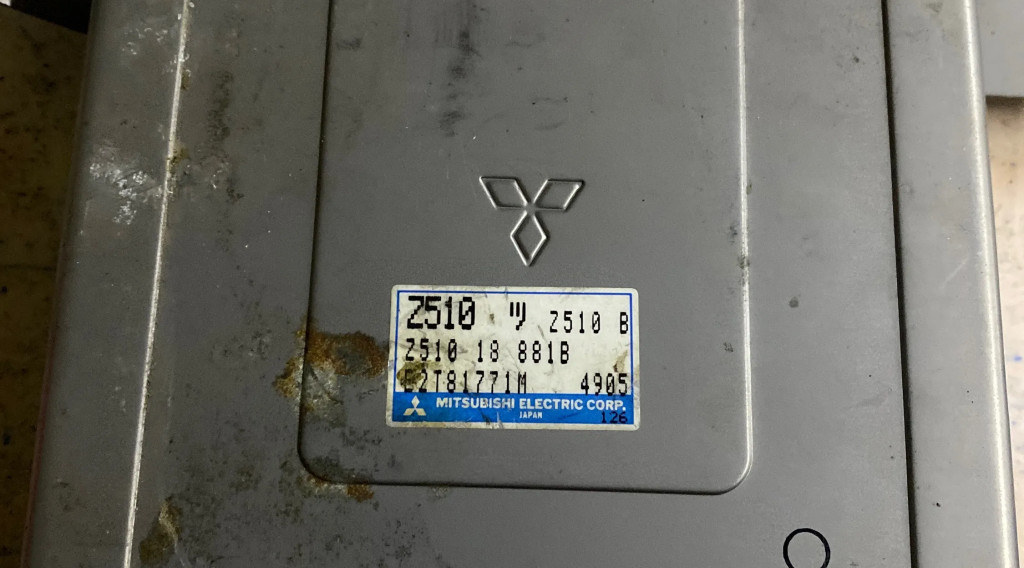 Z510 ツ Z510 B
Z510 18 881B
E2T81771M 4905
MITSUBISHI ELECTRIC CORP.
JAPAN 126